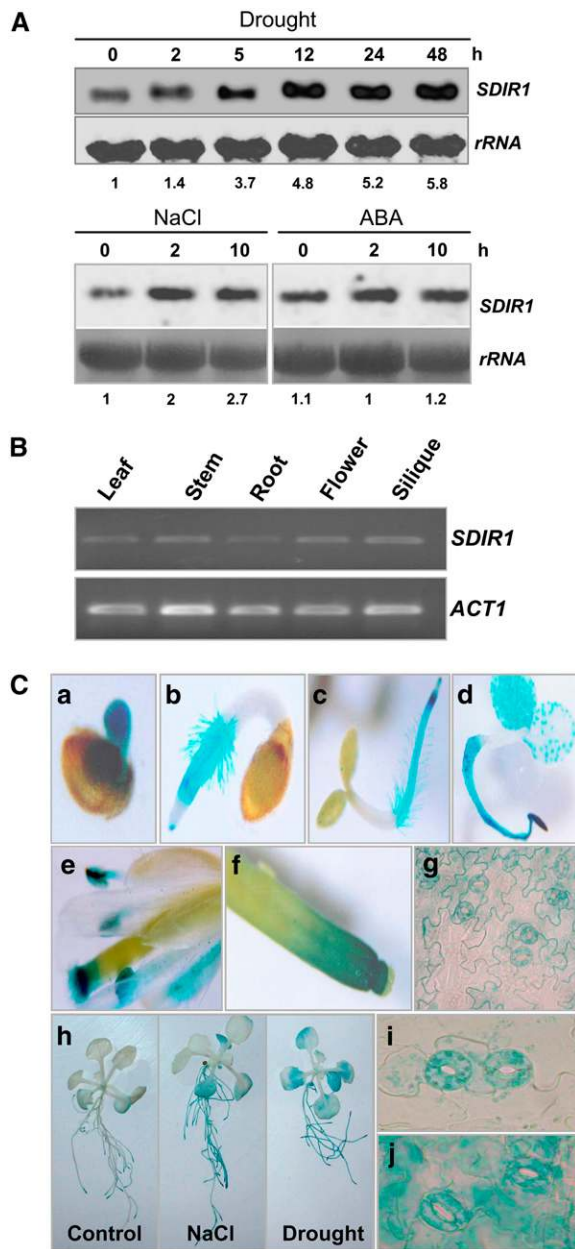 A
Drought
0 2 5 12 24 48 h
SDIR1
rRNA
1 1.4 3.7 4.8 5.2 5.8
NaCl ABA
0 2 10 0 2 10 h
SDIR1
rRNA
1 2 2.7 1.1 1 1.2
B
Leaf Stem Root Flower Silique
SDIR1
ACT1
C
a b c d
e f g
h i
j
Control NaCl Drought